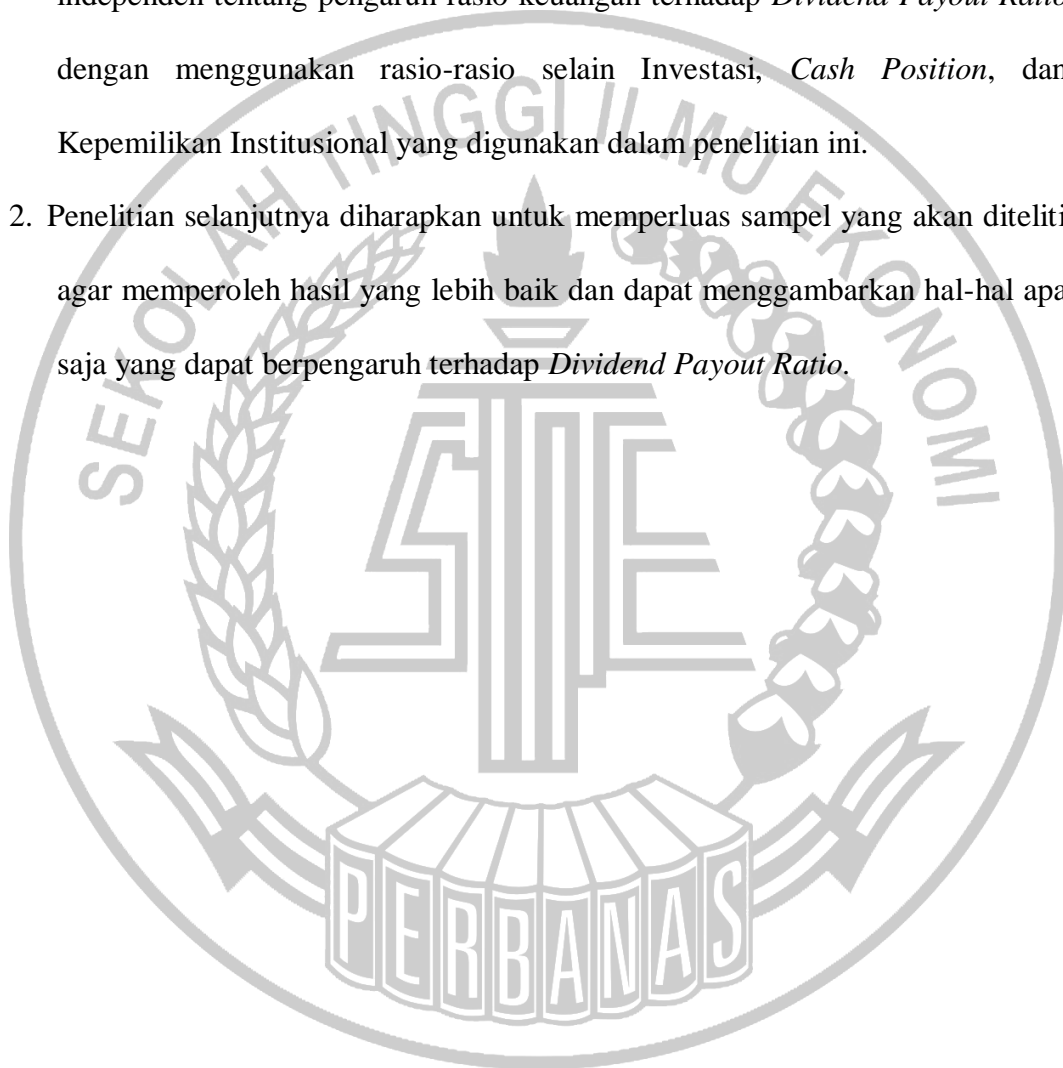 independen tentang pengaruh rasio keuangan terhadap Dividend Payout Ratio
dengan menggunakan rasio-rasio selain Investasi, Cash Position, dan
Kepemilikan Institusional yang digunakan dalam penelitian ini.
2. Penelitian selanjutnya diharapkan untuk memperluas sampel yang akan diteliti
agar memperoleh hasil yang lebih baik dan dapat menggambarkan hal-hal apa
saja yang dapat berpengaruh terhadap Dividend Payout Ratio.
SEKOLAH TINGGI ILMU EKONOMI
STIE
PERBANAS